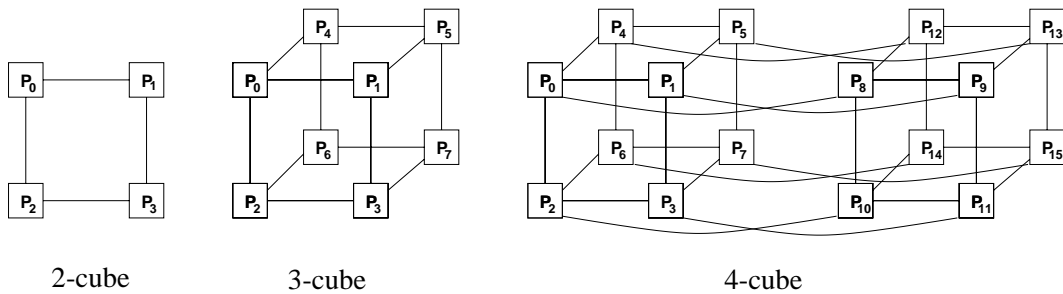 P₄ P₅ P₄ P₅ P₁₂ P₁₃
P₀ P₁ P₀ P₁ P₀ P₁ P₈ P₉
P₆ P₇ P₆ P₇ P₁₄ P₁₅
P₂ P₃ P₂ P₃ P₂ P₃ P₁₀ P₁₁
2-cube 3-cube 4-cube